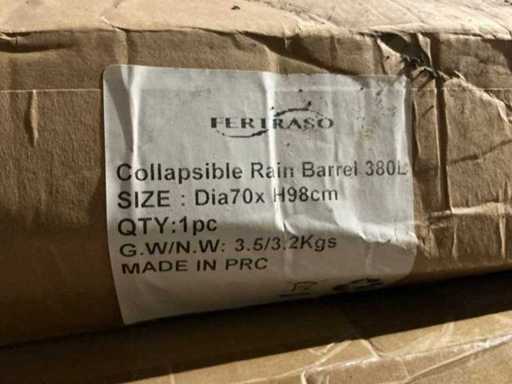 FERTRASO
Collapsible Rain Barrel 380L
SIZE : Dia70x H98cm
QTY:1pc
G.W/N.W: 3.5/3.2Kgs
MADE IN PRC